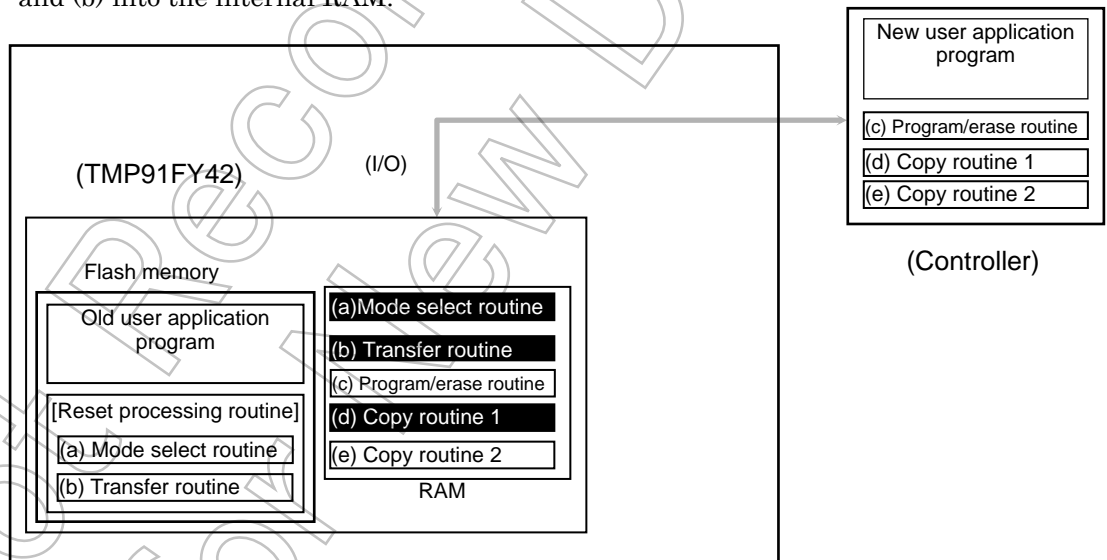 and (b) into the internal RAM.
New user application
program
(c) Program/erase routine
(d) Copy routine 1
(e) Copy routine 2
(Controller)
(I/O)
(TMP91FY42)
Flash memory
Old user application
program
[Reset processing routine]
(a) Mode select routine
(b) Transfer routine
(a)Mode select routine
(b) Transfer routine
(c) Program/erase routine
(d) Copy routine 1
(e) Copy routine 2
RAM